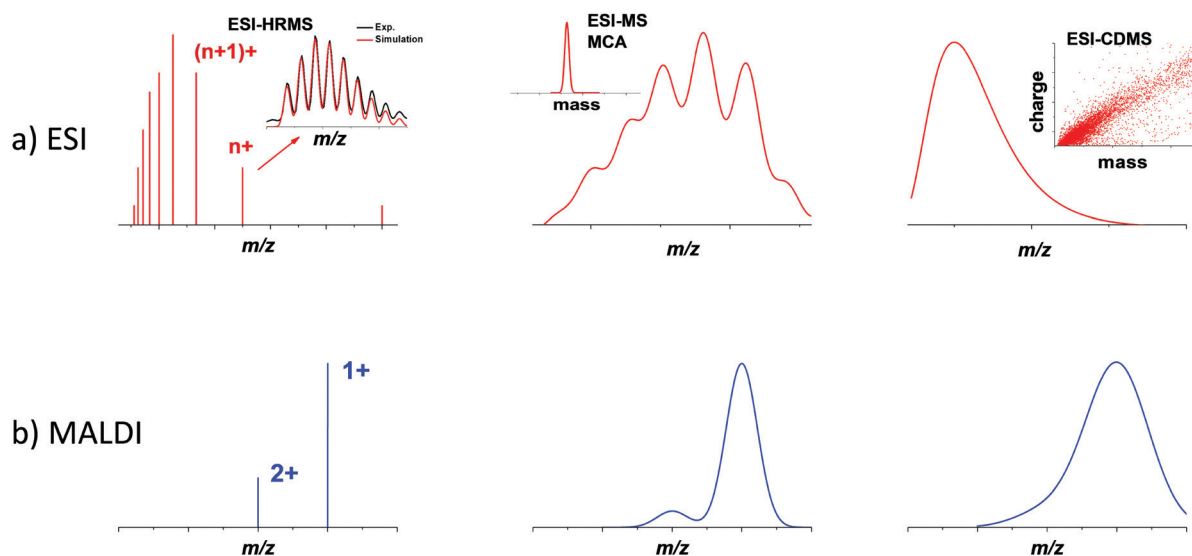 a) ESI
ESI-HRMS
(n+1)+
n+
Exp.
Simulation
m/z
m/z
ESI-MS
MCA
mass
m/z
ESI-CDMS
charge
mass
m/z
b) MALDI
1+
2+
m/z
m/z
m/z